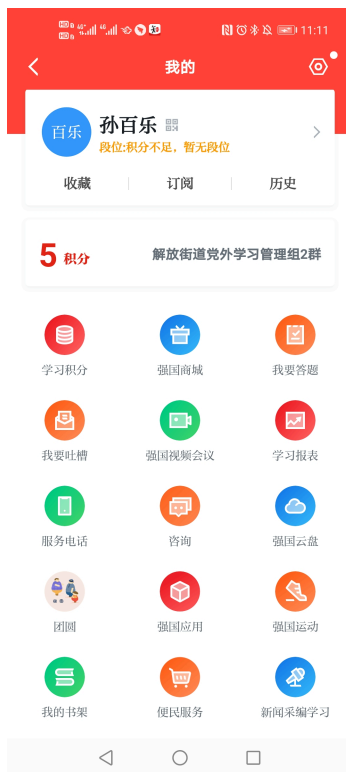 11:11
我的
百乐
孙百乐
段位:积分不足，暂无段位
收藏
订阅
历史
5 积分
解放街道党外学习管理组2群
学习积分
强国商城
我要答题
我要吐槽
强国视频会议
学习报表
服务电话
咨询
强国云盘
团圆
强国应用
强国运动
我的书架
便民服务
新闻采编学习